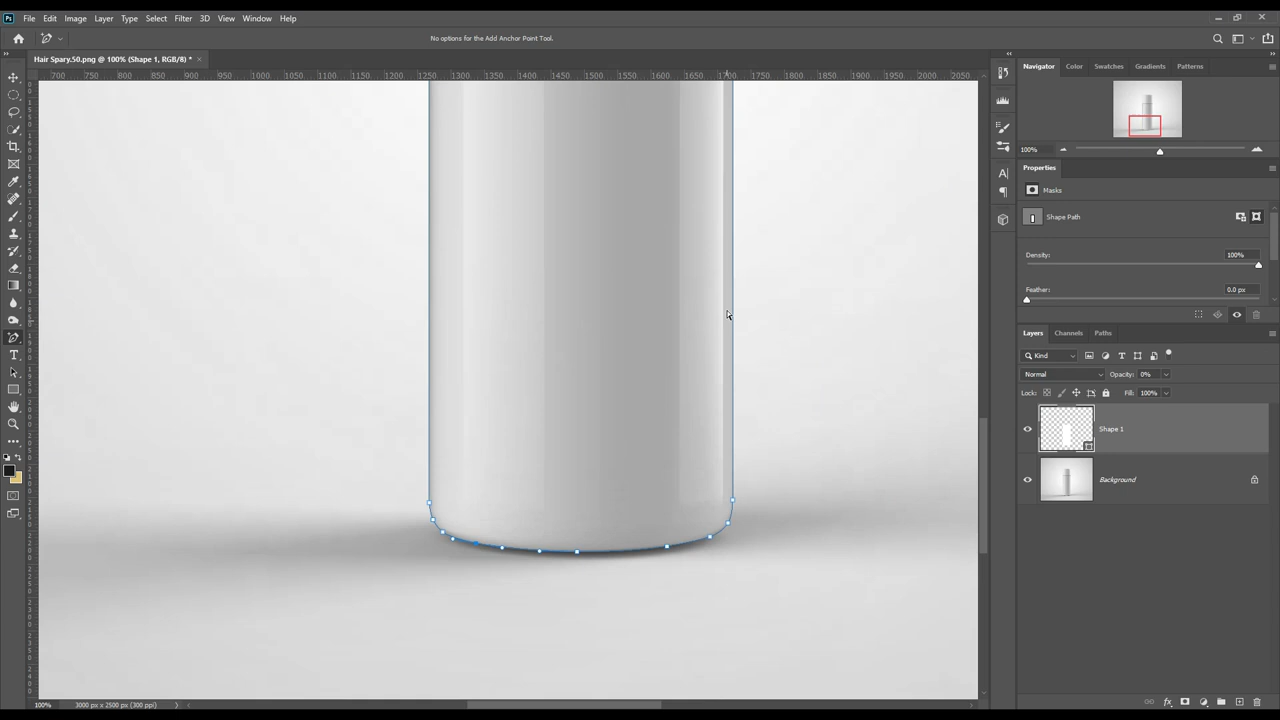 Ps File Edit Image Layer Type Select Filter 3D View Window Help
No options for the Add Anchor Point Tool.
Hair Spary.50.png @ 100% (Shape 1, RGB/8) * ×
700 750 800 850 900 950 1000 1050 1100 1150 1200 1250 1300 1350 1400 1450 1500 1550 1600 1650 1700 1750 1800 1850 1900 1950 2000 2050
Navigator Color Swatches Gradients Patterns
100%
Properties
Masks
Shape Path
Density: 100%
Feather: 0.0 px
Layers Channels Paths
Kind
Normal Opacity: 0%
Lock: Fill: 100%
Shape 1
Background
100% 3000 px x 2500 px (300 ppi)